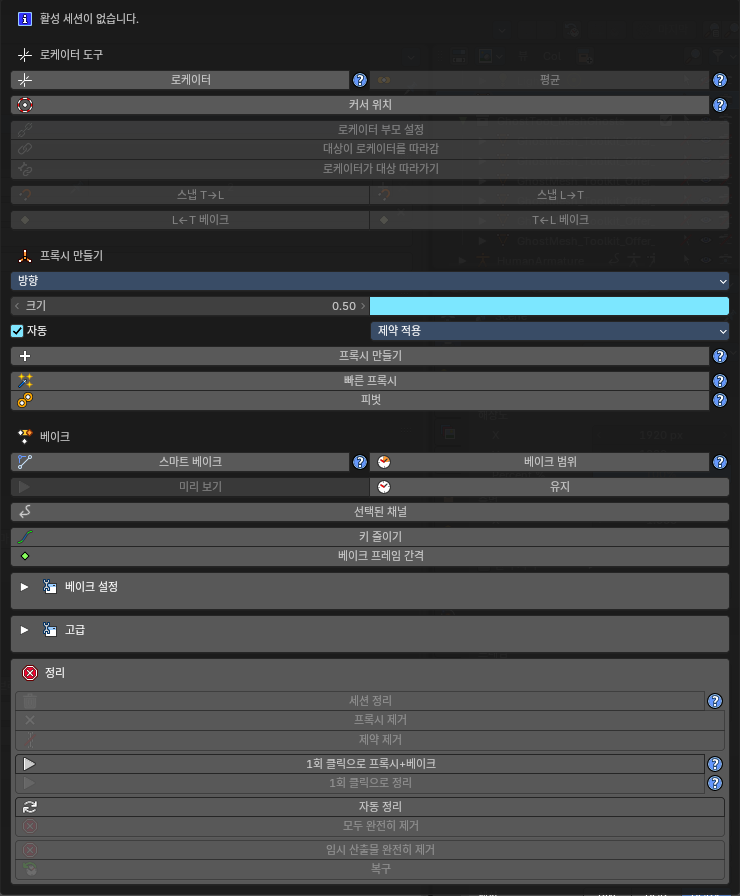 활성 세션이 없습니다.
로케이터 도구
로케이터
평균
커서 위치
로케이터 부모 설정
대상이 로케이터를 따라감
로케이터가 대상 따라가기
스냅 T→L
스냅 L→T
L←T 베이크
T←L 베이크
프록시 만들기
방향
크기 0.50
자동
제약 적용
프록시 만들기
빠른 프록시
피벗
베이크
스마트 베이크
베이크 범위
미리 보기
유지
선택된 채널
키 줄이기
베이크 프레임 간격
베이크 설정
고급
정리
세션 정리
프록시 제거
제약 제거
1회 클릭으로 프록시+베이크
1회 클릭으로 정리
자동 정리
모두 완전히 제거
임시 산출물 완전히 제거
복구